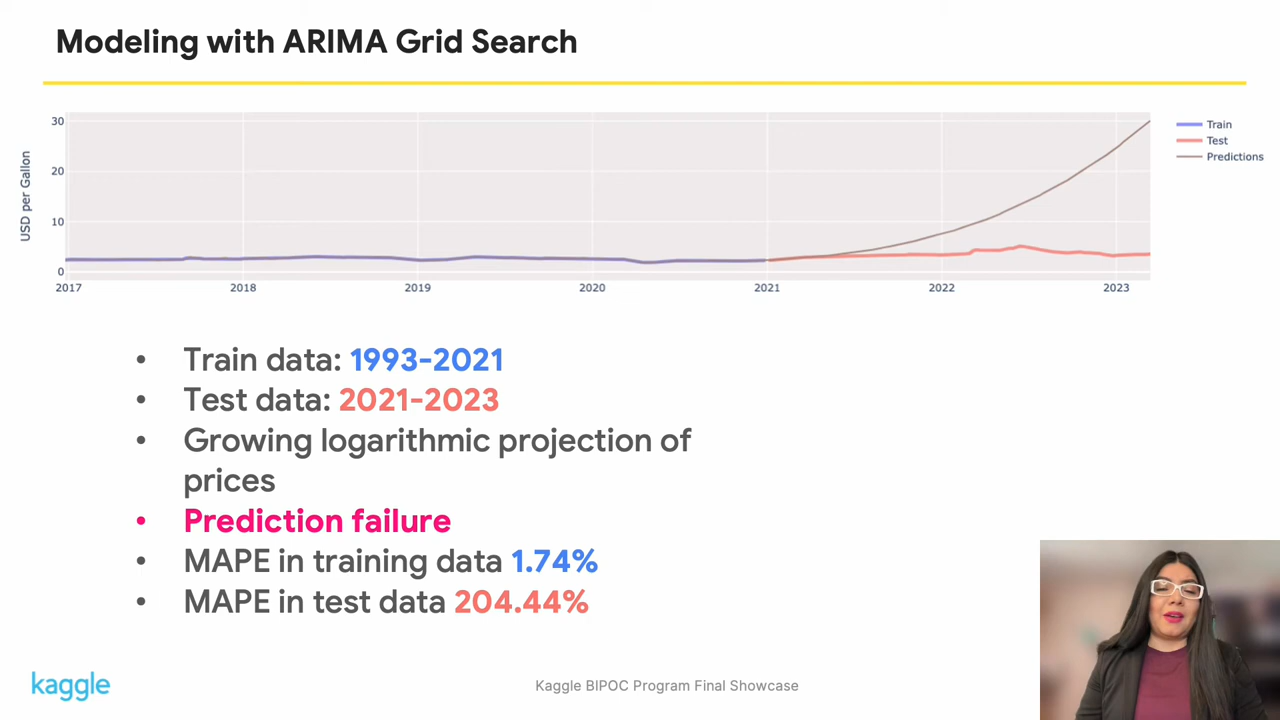 Modeling with ARIMA Grid Search
30
20
10
0
USD per Gallon
2017 2018 2019 2020 2021 2022 2023
Train
Test
Predictions
• Train data: 1993-2021
• Test data: 2021-2023
• Growing logarithmic projection of
prices
• Prediction failure
• MAPE in training data 1.74%
• MAPE in test data 204.44%
kaggle
Kaggle BIPOC Program Final Showcase